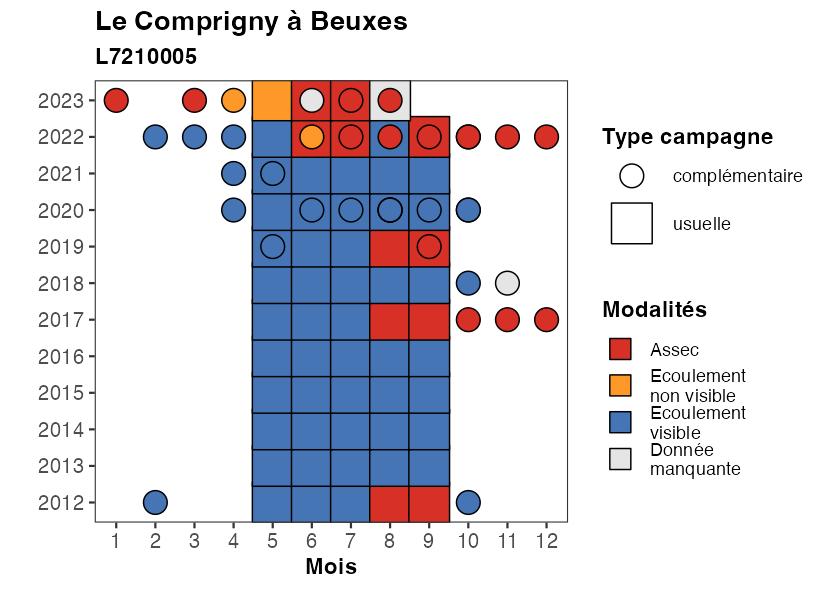 Le Comprigny à Beuxes
L7210005
2023
2022
2021
2020
2019
2018
2017
2016
2015
2014
2013
2012
1 2 3 4 5 6 7 8 9 10 11 12
Mois
Type campagne
complémentaire
usuelle
Modalités
Assec
Ecoulement
non visible
Ecoulement
visible
Donnée
manquante